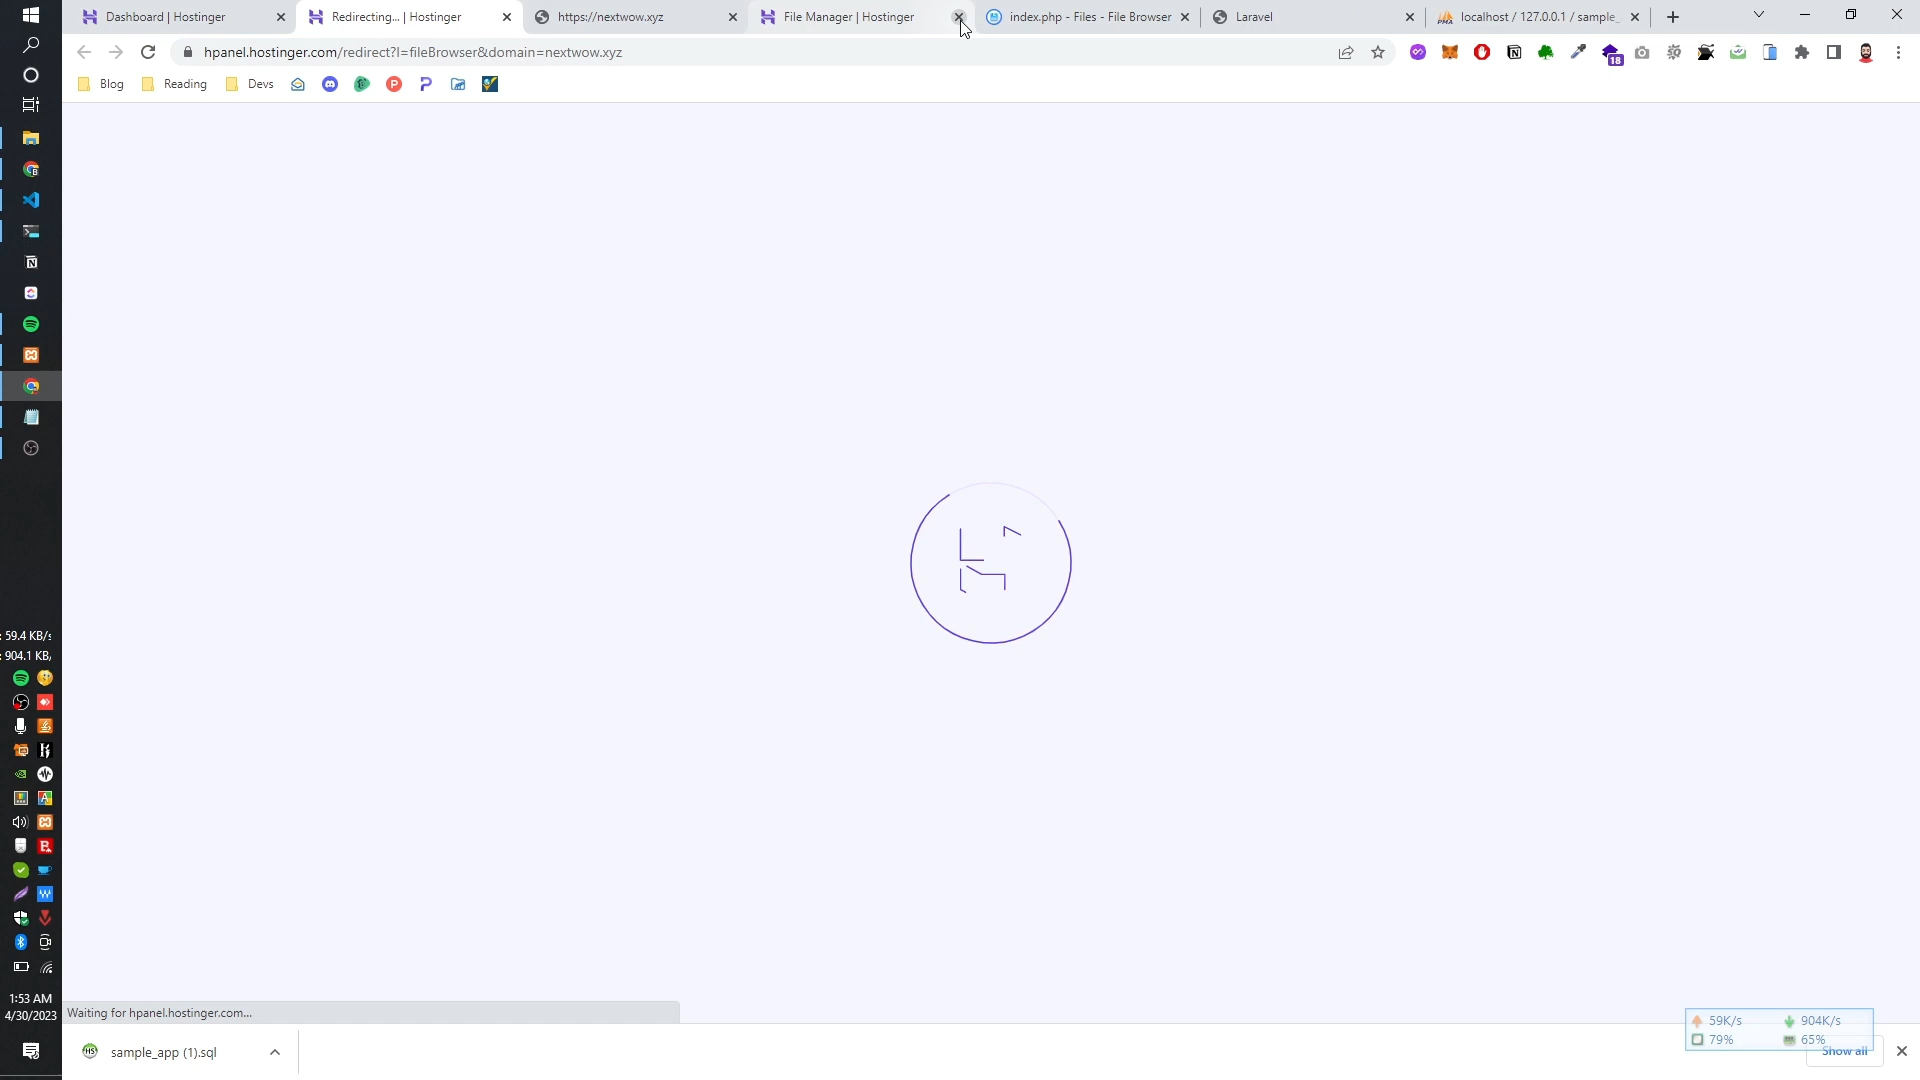 Dashboard | Hostinger
Redirecting... | Hostinger
https://nextwow.xyz
File Manager | Hostinger
index.php - Files - File Browser
Laravel
localhost / 127.0.0.1 / sample_
hpanel.hostinger.com/redirect?l=fileBrowser&domain=nextwow.xyz
18
Blog
Reading
Devs
: 59.4 KB/s
: 904.1 KB/
1:53 AM
4/30/2023
Waiting for hpanel.hostinger.com...
sample_app (1).sql
59K/s
904K/s
79%
65%
Show all